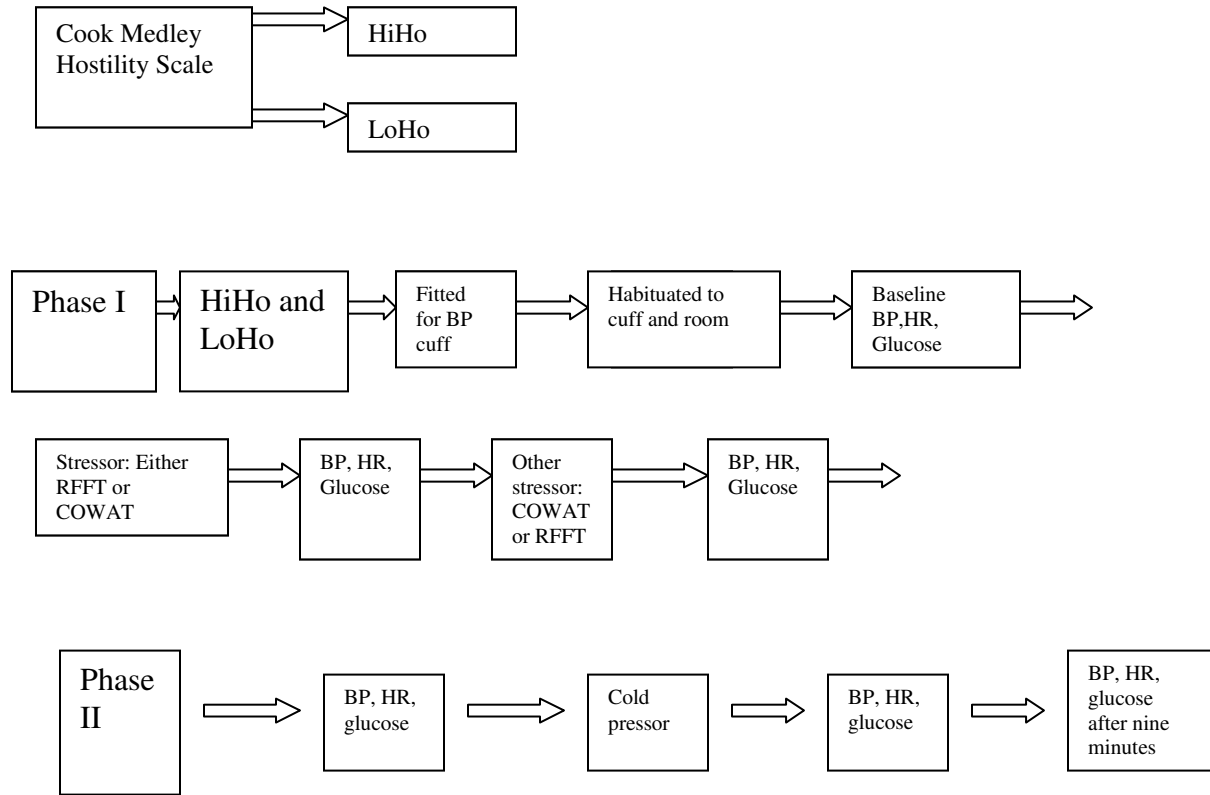 Cook Medley
Hostility Scale
HiHo
LoHo
Phase I
HiHo and
LoHo
Fitted
for BP
cuff
Habituated to
cuff and room
Baseline
BP,HR,
Glucose
Stressor: Either
RFFT or
COWAT
BP, HR,
Glucose
Other
stressor:
COWAT
or RFFT
BP, HR,
Glucose
Phase
II
BP, HR,
glucose
Cold
pressor
BP, HR,
glucose
BP, HR,
glucose
after nine
minutes